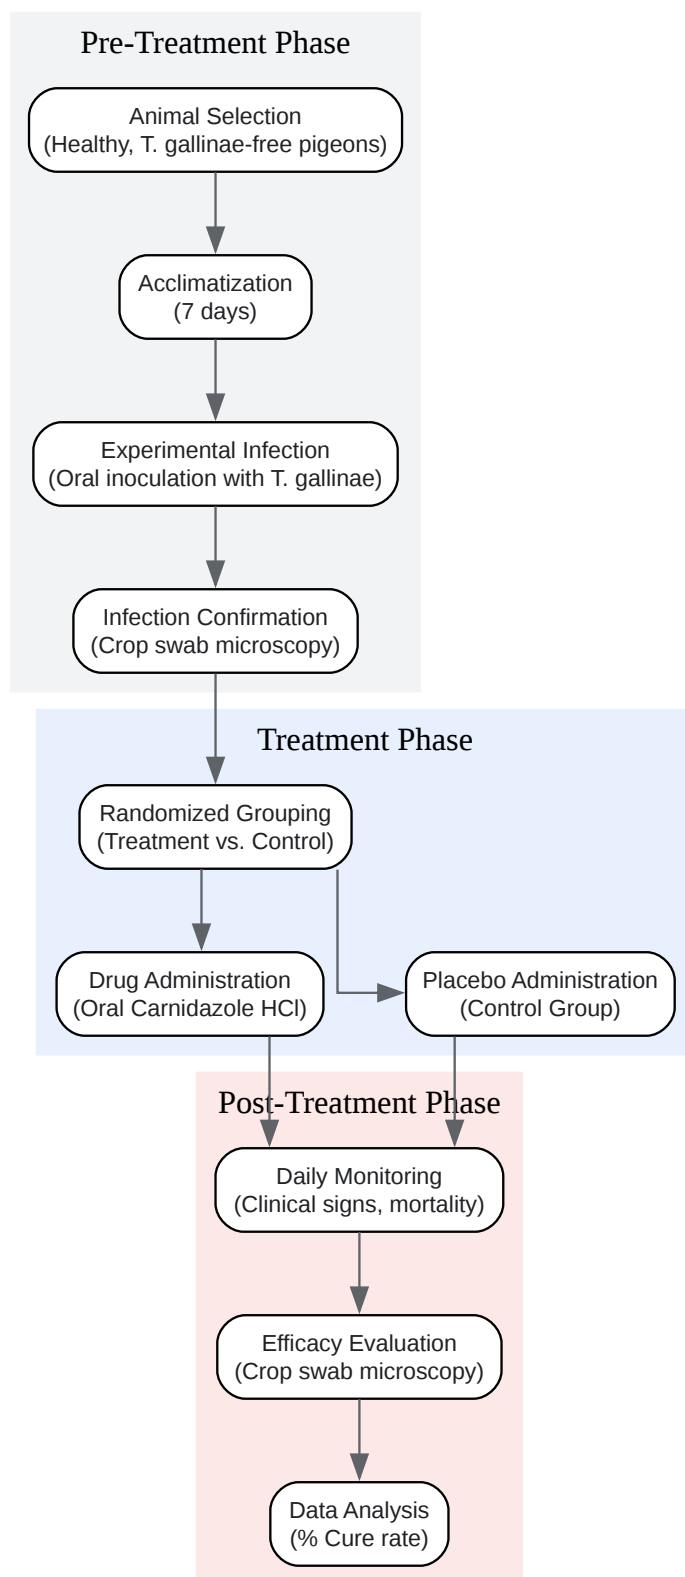 Pre-Treatment Phase
Animal Selection
(Healthy, T. gallinae-free pigeons)
Acclimatization
(7 days)
Experimental Infection
(Oral inoculation with T. gallinae)
Infection Confirmation
(Crop swab microscopy)
Treatment Phase
Randomized Grouping
(Treatment vs. Control)
Drug Administration
(Oral Carnidazole HCl)
Placebo Administration
(Control Group)
Post-Treatment Phase
Daily Monitoring
(Clinical signs, mortality)
Efficacy Evaluation
(Crop swab microscopy)
Data Analysis
(% Cure rate)